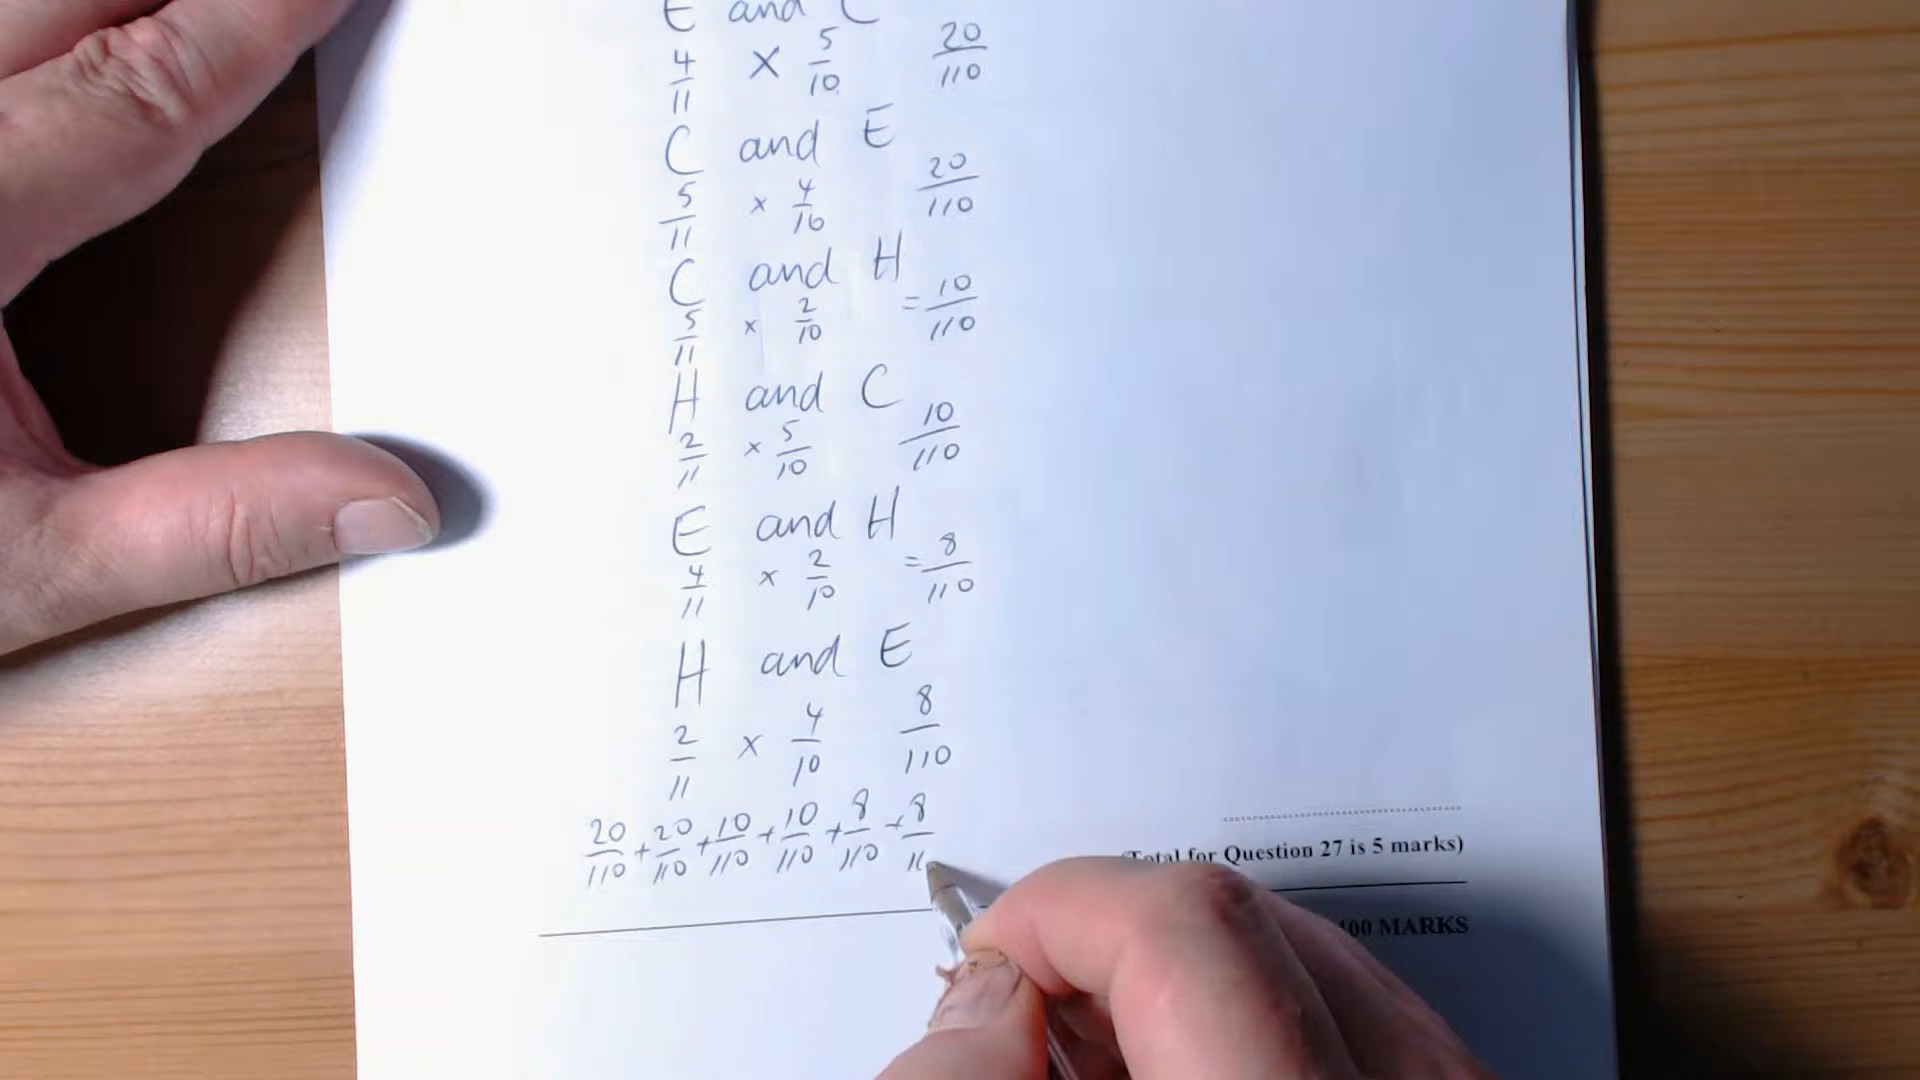 E and C
4/11 × 5/10 20/110
C and E
5/11 × 4/10 20/110
C and H
5/11 × 2/10 = 10/110
H and C
2/11 × 5/10 10/110
E and H
4/11 × 2/10 = 8/110
H and E
2/11 × 4/10 8/110
20/110 + 20/110 + 10/110 + 10/110 + 8/110 + 8/11
(Total for Question 27 is 5 marks)
100 MARKS